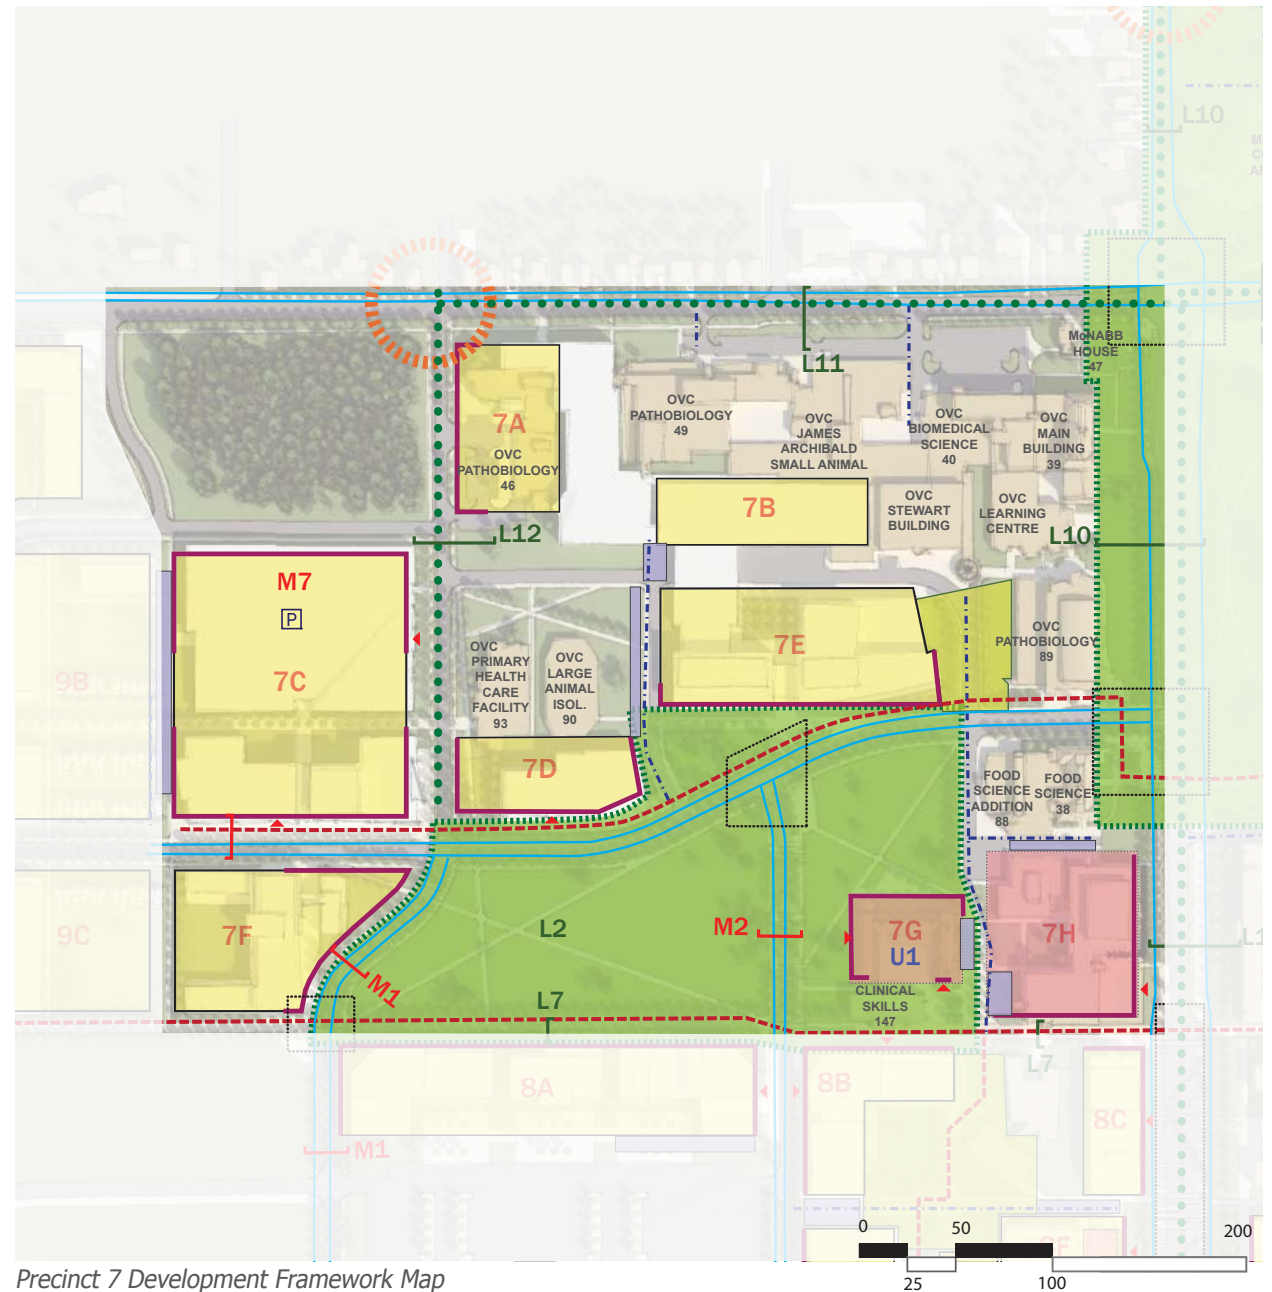 L10
McNABB
HOUSE
47
L11
7A
OVC
PATHOBIOLOGY
46
OVC
PATHOBIOLOGY
49
OVC
JAMES
ARCHIBALD
SMALL ANIMAL
OVC
BIOMEDICAL
SCIENCE
40
OVC
MAIN
BUILDING
39
7B
OVC
STEWART
BUILDING
OVC
LEARNING
CENTRE
L12
L10
M7
P
7C
9B
OVC
PRIMARY
HEALTH
CARE
FACILITY
93
OVC
LARGE
ANIMAL
ISOL.
90
7E
OVC
PATHOBIOLOGY
89
7D
FOOD
SCIENCE
ADDITION
88
FOOD
SCIENCE
38
9C
7F
L2
M2
7G
U1
7H
M1
L7
CLINICAL
SKILLS
147
L7
8A
8B
8C
M1
0
50
200
25
100
Precinct 7 Development Framework Map